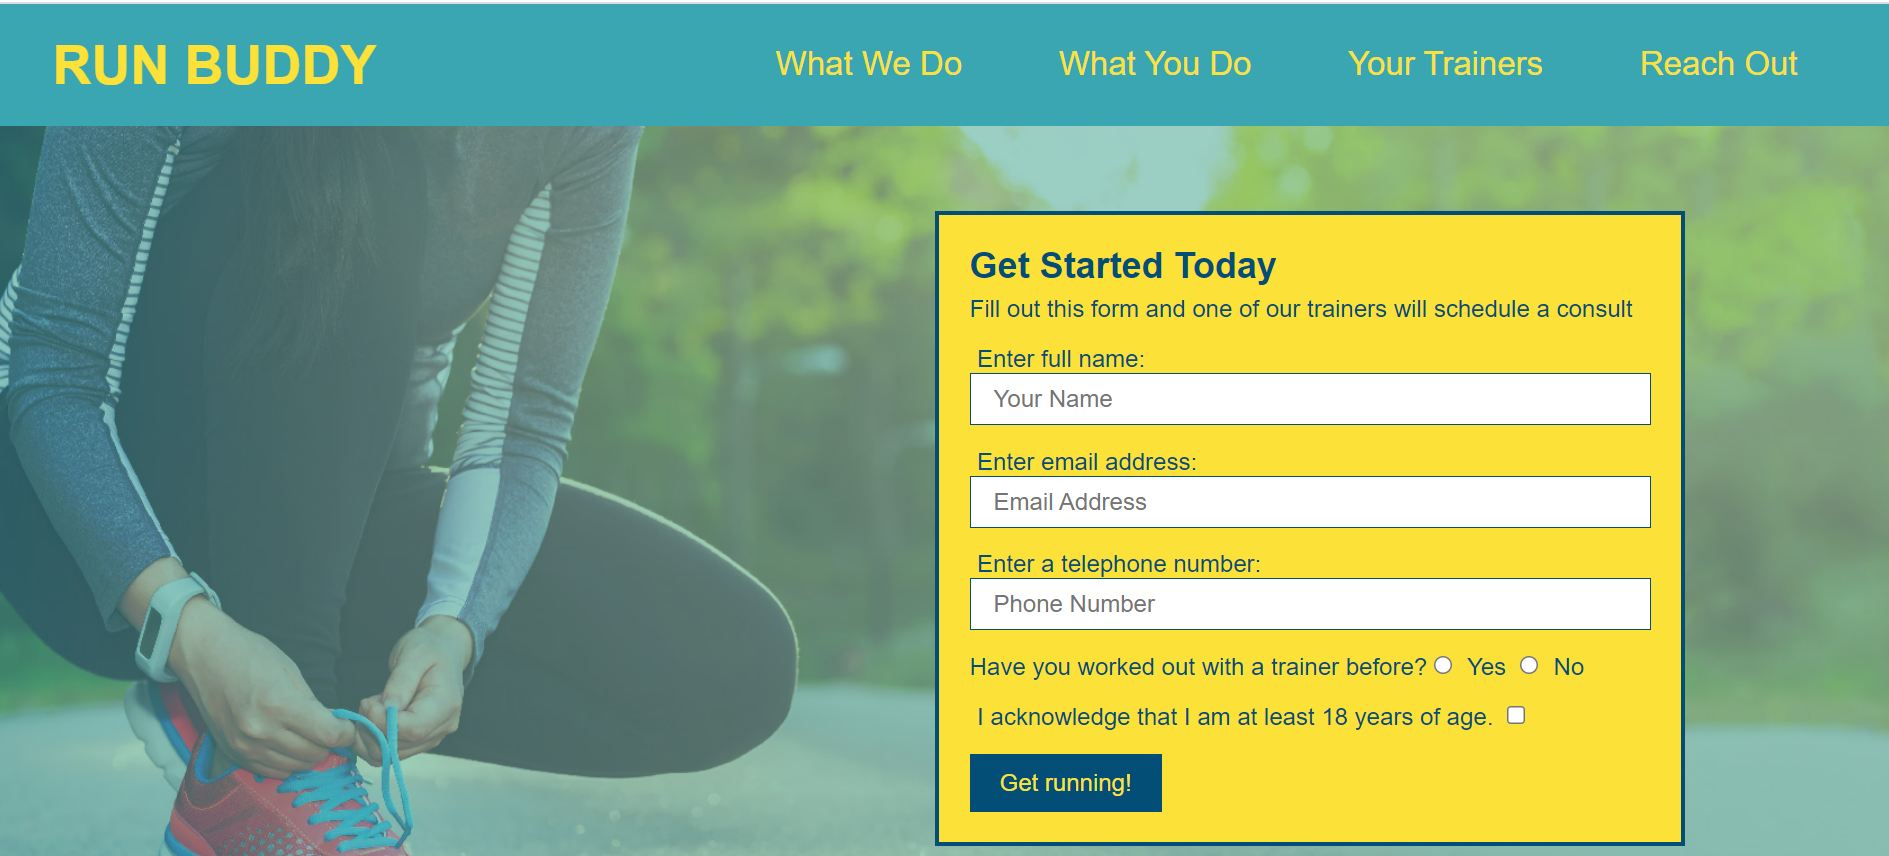 RUN BUDDY
What We Do
What You Do
Your Trainers
Reach Out
Get Started Today
Fill out this form and one of our trainers will schedule a consult
Enter full name:
Your Name
Enter email address:
Email Address
Enter a telephone number:
Phone Number
Have you worked out with a trainer before? Yes No
I acknowledge that I am at least 18 years of age.
Get running!